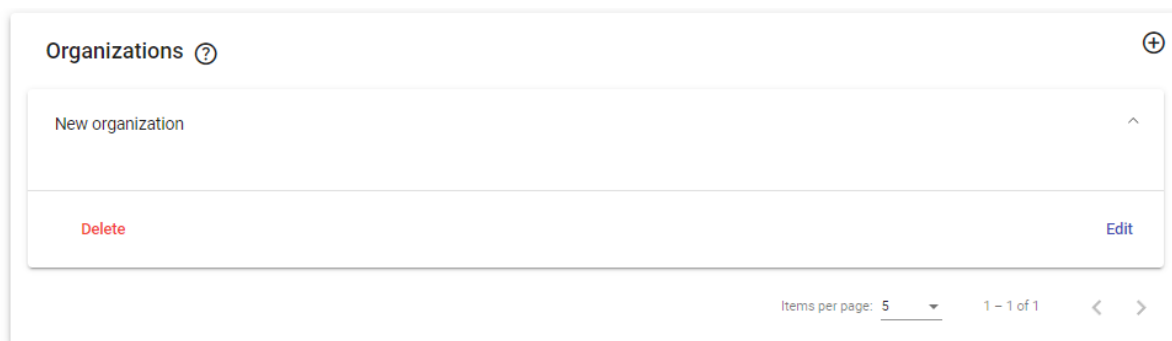 Organizations
New organization
Delete Edit
Items per page: 5 1 – 1 of 1